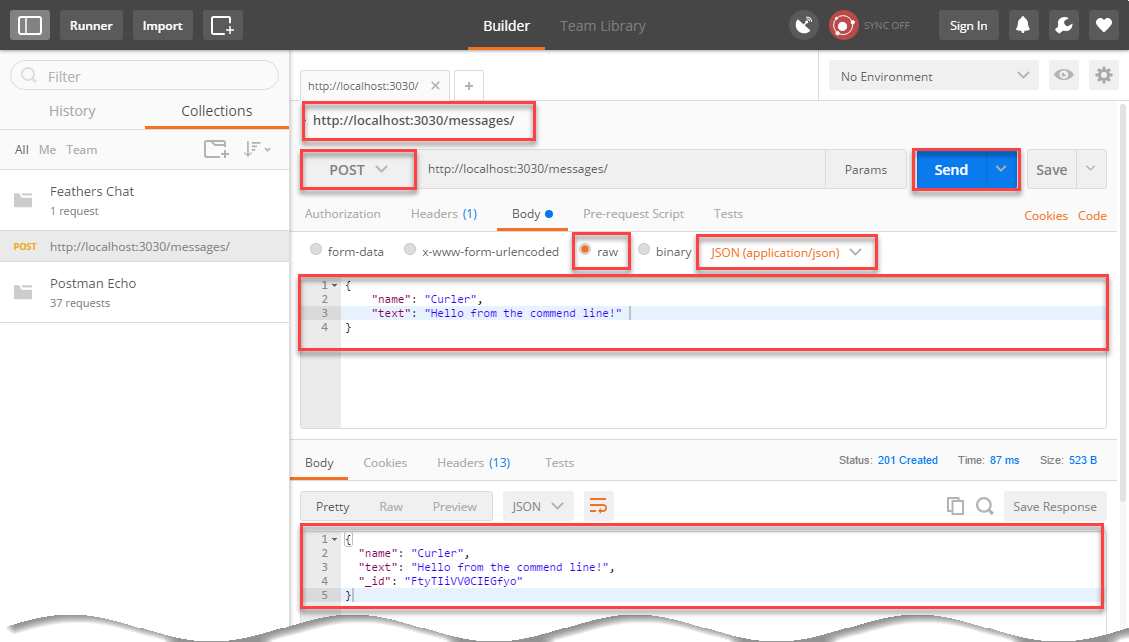 Runner Import Builder Team Library SYNC OFF Sign In
Filter
History Collections
All Me Team
Feathers Chat
1 request
POST http://localhost:3030/messages/
Postman Echo
37 requests
http://localhost:3030/ No Environment
http://localhost:3030/messages/
POST http://localhost:3030/messages/ Params Send Save
Authorization Headers (1) Body Pre-request Script Tests Cookies Code
form-data x-www-form-urlencoded raw binary JSON (application/json)
1 {
2 "name": "Curler",
3 "text": "Hello from the commend line!"
4 }
Body Cookies Headers (13) Tests Status: 201 Created Time: 87 ms Size: 523 B
Pretty Raw Preview JSON Save Response
1 {
2 "name": "Curler",
3 "text": "Hello from the commend line!",
4 "_id": "FtyTIiVV0CIEGfyo"
5 }